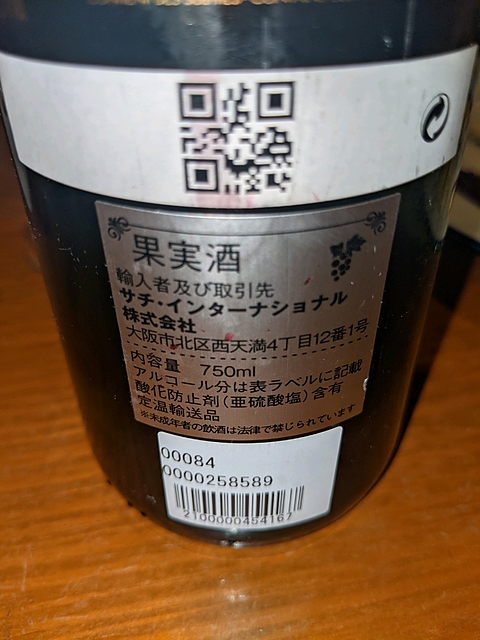 果実酒
輸入者及び取引先
サチ・インターナショナル
株式会社
大阪市北区西天満4丁目12番1号
内容量 750ml
アルコール分は表ラベルに記載
酸化防止剤(亜硫酸塩)含有
定温輸送品
※未成年者の飲酒は法律で禁じられています
00084
0000258589
2100000454167